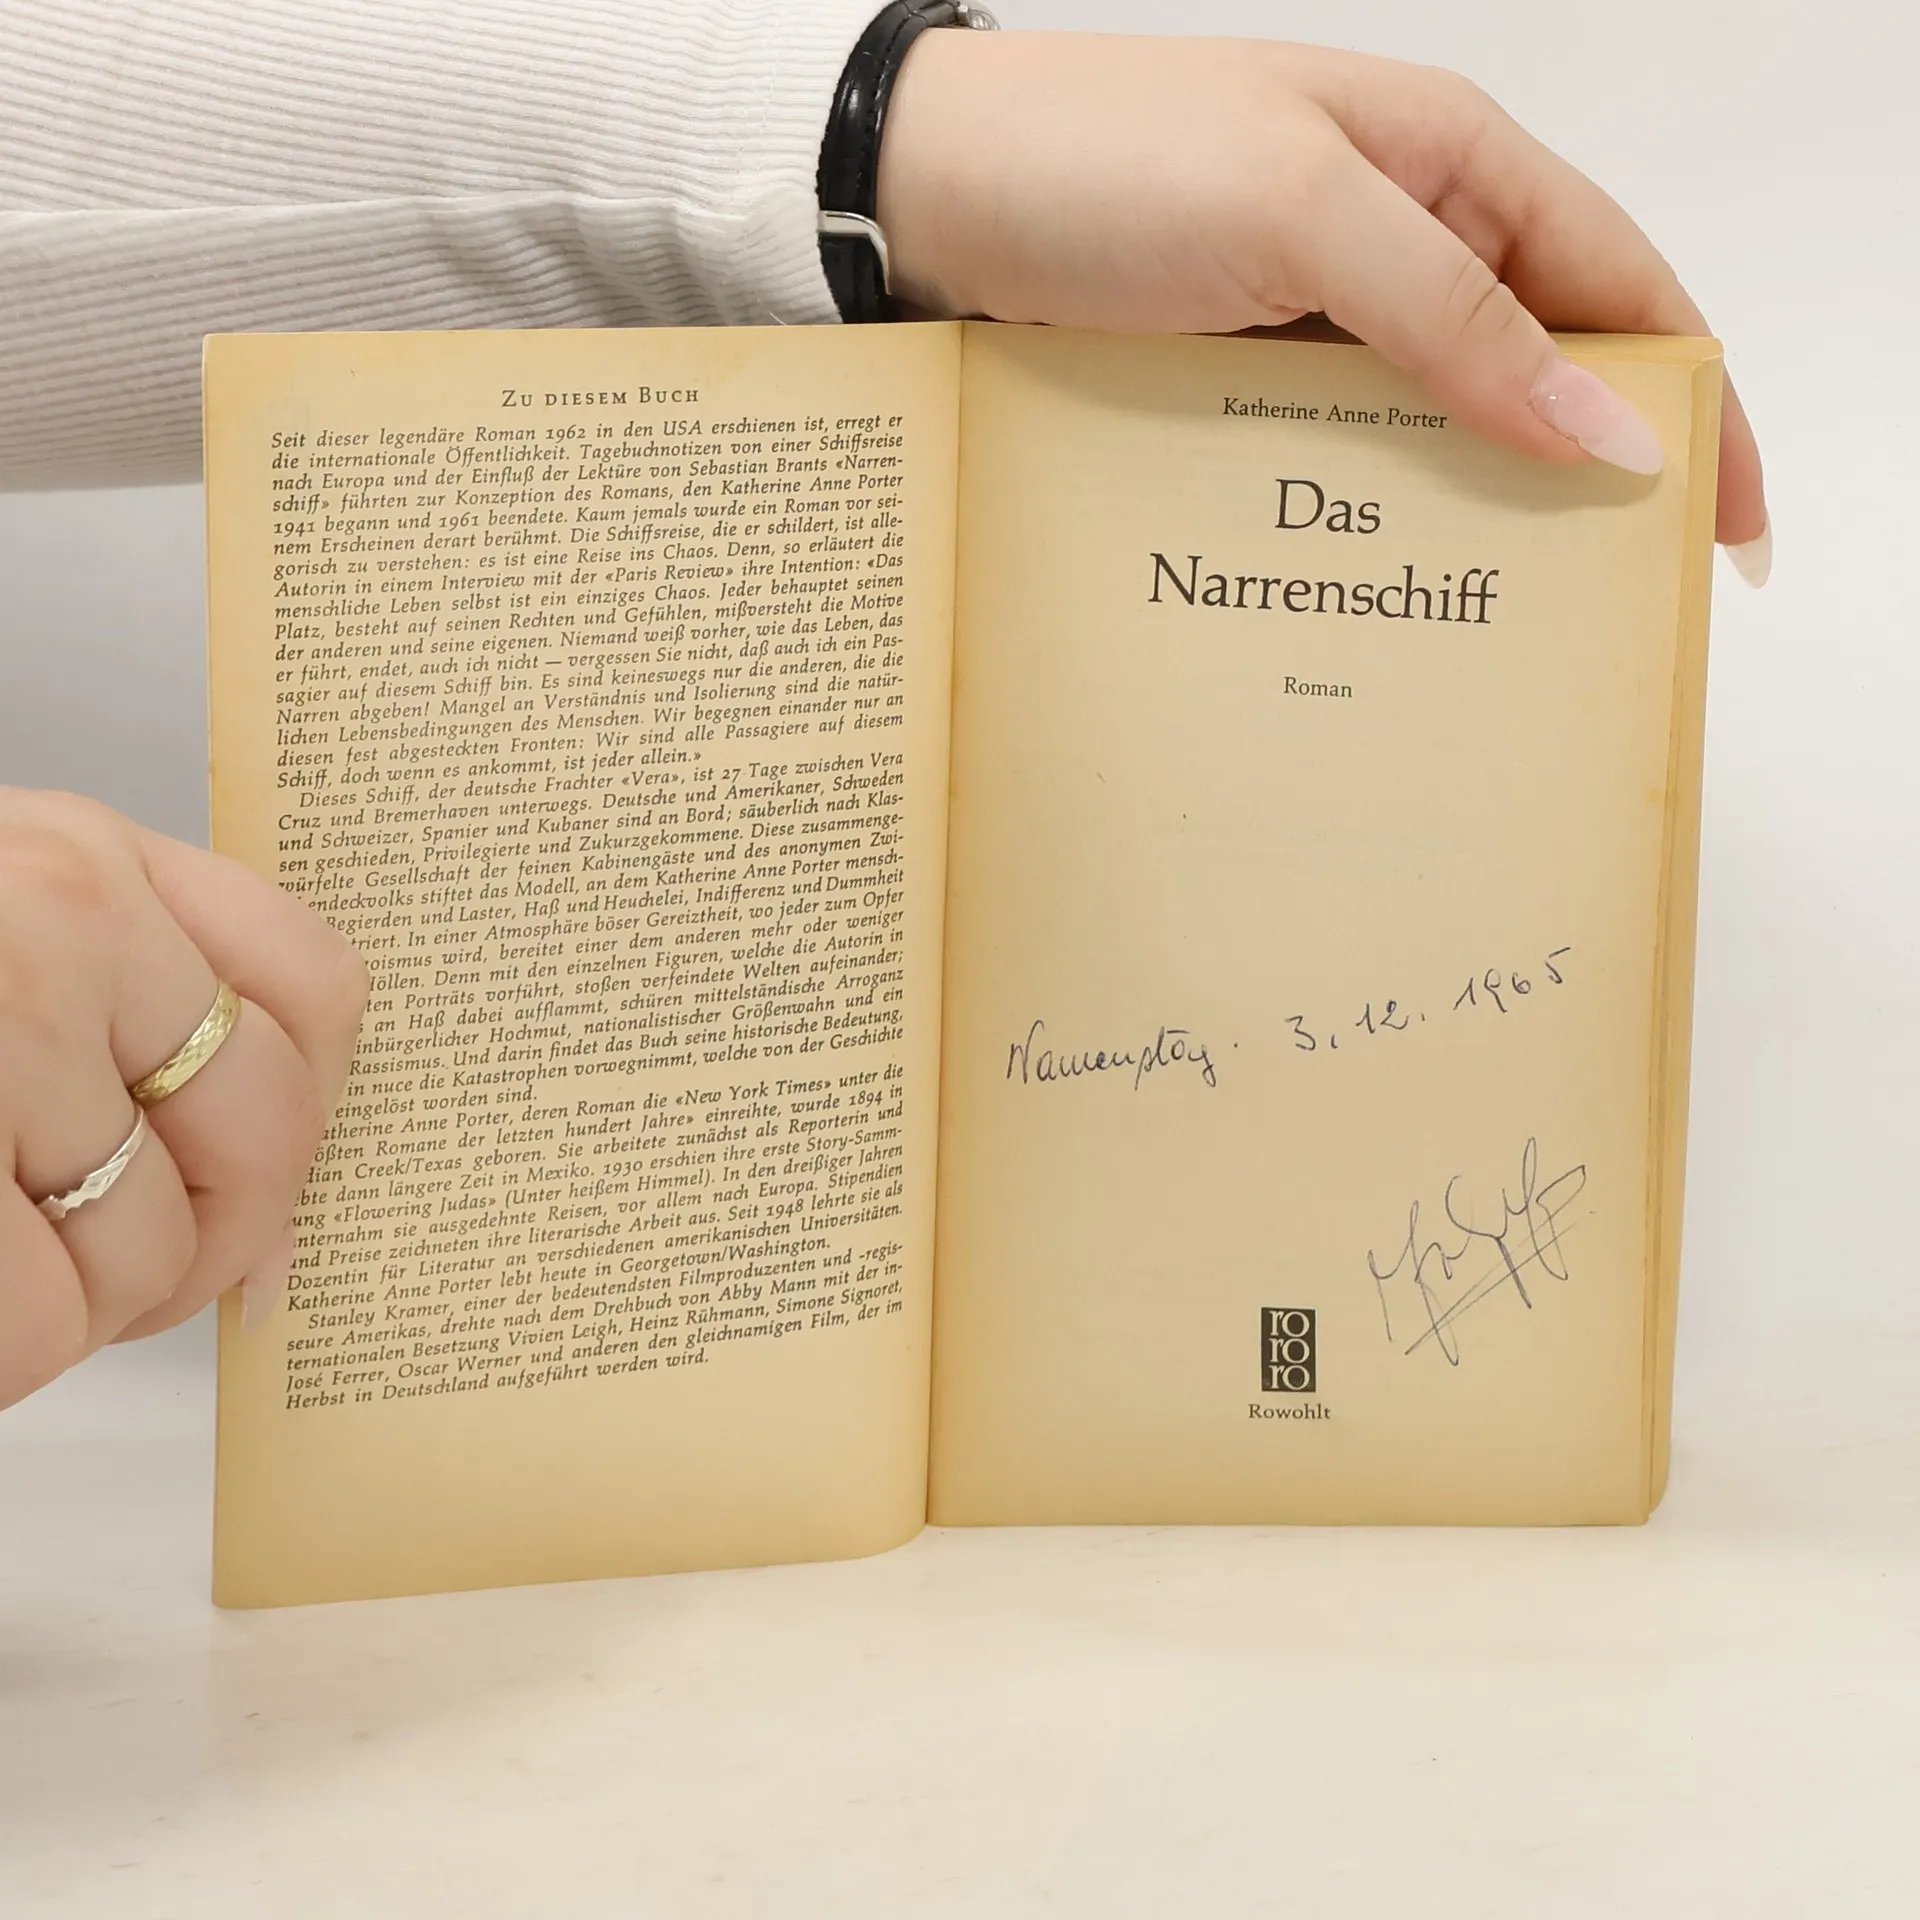 ZU DIESEM BUCH
Seit dieser legendäre Roman 1962 in den USA erschienen ist, erregt er
die internationale Öffentlichkeit. Tagebuchnotizen von einer Schiffsreise
nach Europa und der Einfluß der Lektüre von Sebastian Brants «Narren-
schiff» führten zur Konzeption des Romans, den Katherine Anne Porter
1941 begann und 1961 beendete. Kaum jemals wurde ein Roman vor sei-
nem Erscheinen derart berühmt. Die Schiffsreise, die er schildert, ist alle-
gorisch zu verstehen: es ist eine Reise ins Chaos. Denn, so erläutert die
Autorin in einem Interview mit der «Paris Review» ihre Intention: «Das
menschliche Leben selbst ist ein einziges Chaos. Jeder behauptet seinen
Platz, besteht auf seinen Rechten und Gefühlen, mißversteht die Motive
der anderen und seine eigenen. Niemand weiß vorher, wie das Leben, das
er führt, endet, auch ich nicht — vergessen Sie nicht, daß auch ich ein Pas-
sagier auf diesem Schiff bin. Es sind keineswegs nur die anderen, die die
Narren abgeben! Mangel an Verständnis und Isolierung sind die natür-
lichen Lebensbedingungen des Menschen. Wir begegnen einander nur an
diesen fest abgesteckten Fronten: Wir sind alle Passagiere auf diesem
Schiff, doch wenn es ankommt, ist jeder allein.»
Dieses Schiff, der deutsche Frachter «Vera», ist 27 Tage zwischen Vera
Cruz und Bremerhaven unterwegs. Deutsche und Amerikaner, Schweden
und Schweizer, Spanier und Kubaner sind an Bord; säuberlich nach Klas-
sen geschieden, Privilegierte und Zukurzgekommene. Diese zusammenge-
würfelte Gesellschaft der feinen Kabinengäste und des anonymen Zwi-
endeckvolks stiftet das Modell, an dem Katherine Anne Porter mensch-
Begierden und Laster, Haß und Heuchelei, Indifferenz und Dummheit
triert. In einer Atmosphäre böser Gereiztheit, wo jeder zum Opfer
oismus wird, bereitet einer dem anderen mehr oder weniger
Höllen. Denn mit den einzelnen Figuren, welche die Autorin in
ten Porträts vorführt, stoßen verfeindete Welten aufeinander;
s an Haß dabei aufflammt, schüren mittelständische Arroganz
inbürgerlicher Hochmut, nationalistischer Größenwahn und ein
Rassismus. Und darin findet das Buch seine historische Bedeutung,
in nuce die Katastrophen vorwegnimmt, welche von der Geschichte
eingelöst worden sind.
atherine Anne Porter, deren Roman die «New York Times» unter die
ößten Romane der letzten hundert Jahre» einreihte, wurde 1894 in
dian Creek/Texas geboren. Sie arbeitete zunächst als Reporterin und
ebte dann längere Zeit in Mexiko. 1930 erschien ihre erste Story-Samm-
ung «Flowering Judas» (Unter heißem Himmel). In den dreißiger Jahren
unternahm sie ausgedehnte Reisen, vor allem nach Europa. Stipendien
und Preise zeichneten ihre literarische Arbeit aus. Seit 1948 lehrte sie als
Dozentin für Literatur an verschiedenen amerikanischen Universitäten.
Katherine Anne Porter lebt heute in Georgetown/Washington.
Stanley Kramer, einer der bedeutendsten Filmproduzenten und -regis-
seure Amerikas, drehte nach dem Drehbuch von Abby Mann mit der in-
ternationalen Besetzung Vivien Leigh, Heinz Rühmann, Simone Signoret,
José Ferrer, Oscar Werner und anderen den gleichnamigen Film, der im
Herbst in Deutschland aufgeführt werden wird.
Katherine Anne Porter
Das
Narrenschiff
Roman
Namenstag. 3. 12. 1965
ro
ro
ro
Rowohlt